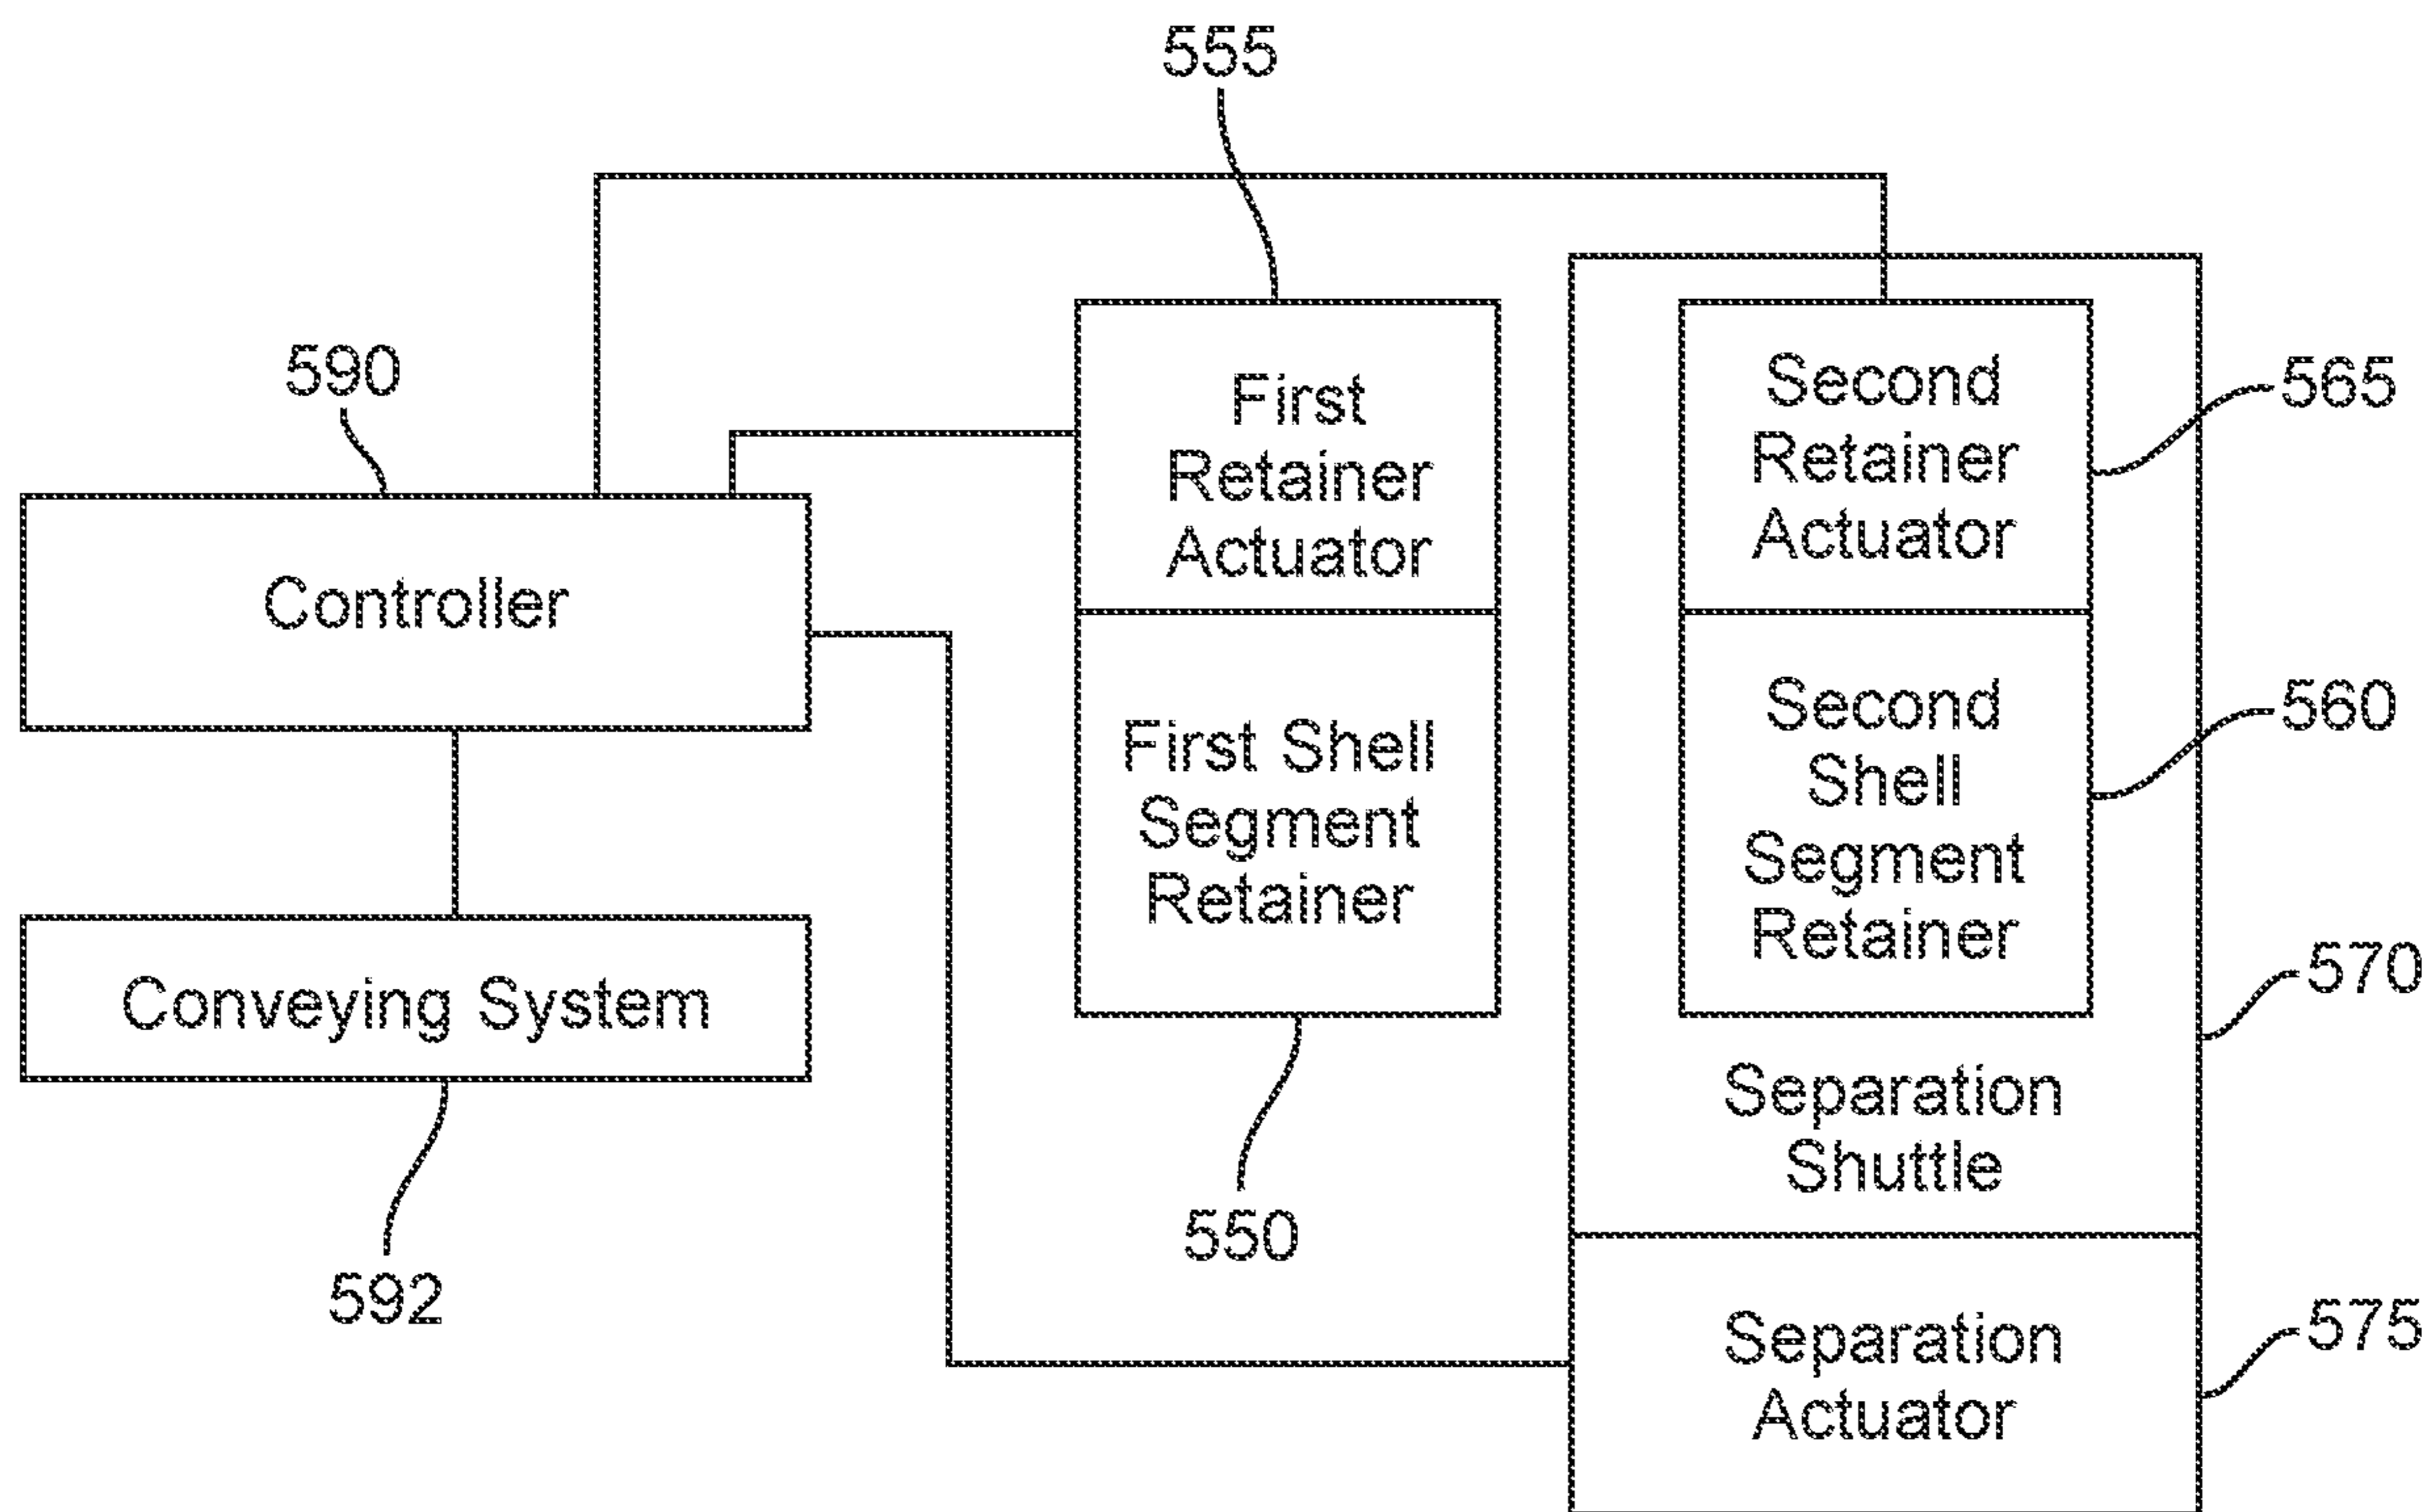 555
590
Controller
First
Retainer
Actuator
Second
Retainer
Actuator
565
First Shell
Segment
Retainer
Second
Shell
Segment
Retainer
560
Conveying System
592
550
Separation
Shuttle
570
Separation
Actuator
575